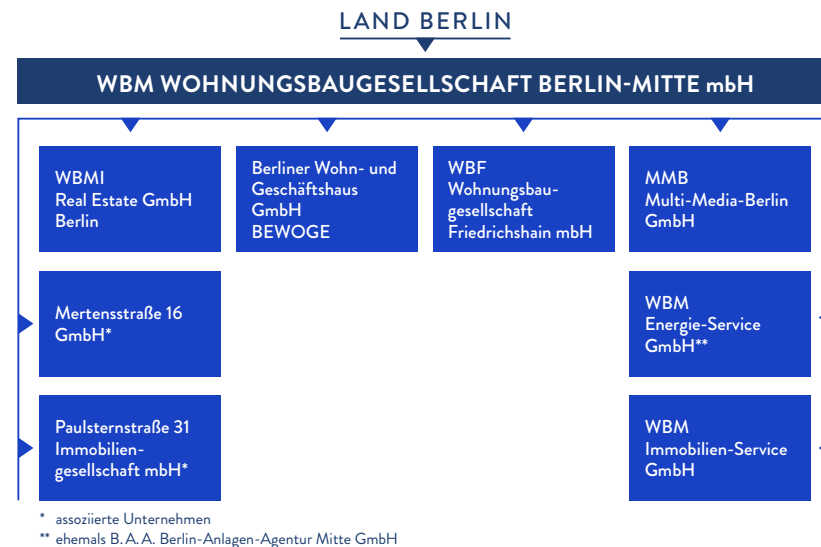 LAND BERLIN
WBM WOHNUNGSBAUGESELLSCHAFT BERLIN-MITTE mbH
WBMI
Real Estate GmbH
Berlin
Berliner Wohn- und
Geschäftshaus
GmbH
BEWOGE
WBF
Wohnungsbau-
gesellschaft
Friedrichshain mbH
MMB
Multi-Media-Berlin
GmbH
Mertensstraße 16
GmbH*
WBM
Energie-Service
GmbH**
Paulsternstraße 31
Immobilien-
gesellschaft mbH*
WBM
Immobilien-Service
GmbH
* assoziierte Unternehmen
** ehemals B.A.A. Berlin-Anlagen-Agentur Mitte GmbH